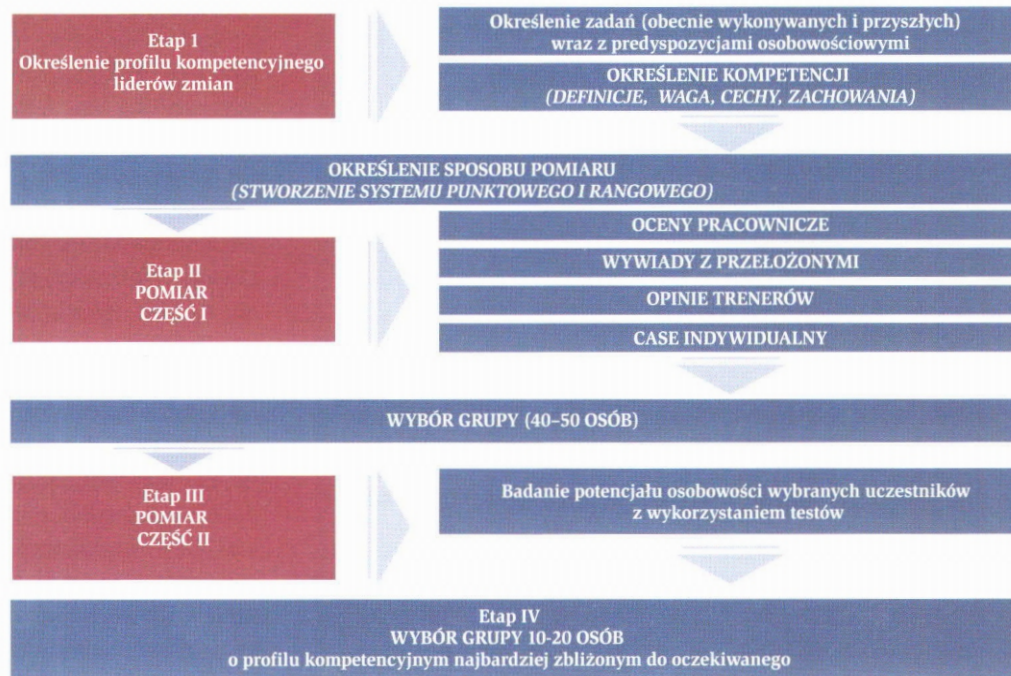 Etap 1
Określenie profilu kompetencyjnego
liderów zmian
Określenie zadań (obecnie wykonywanych i przyszłych)
wraz z predyspozycjami osobowościowymi
OKREŚLENIE KOMPETENCJI
(DEFINICJE, WAGA, CECHY, ZACHOWANIA)
OKREŚLENIE SPOSOBU POMIARU
(STWORZENIE SYSTEMU PUNKTOWEGO I RANGOWEGO)
Etap II
POMIAR
CZĘŚĆ I
OCENY PRACOWNICZE
WYWIADY Z PRZEŁOŻONYMI
OPINIE TRENERÓW
CASE INDYWIDUALNY
WYBÓR GRUPY (40–50 OSÓB)
Etap III
POMIAR
CZĘŚĆ II
Badanie potencjału osobowości wybranych uczestników
z wykorzystaniem testów
Etap IV
WYBÓR GRUPY 10-20 OSÓB
o profilu kompetencyjnym najbardziej zbliżonym do oczekiwanego